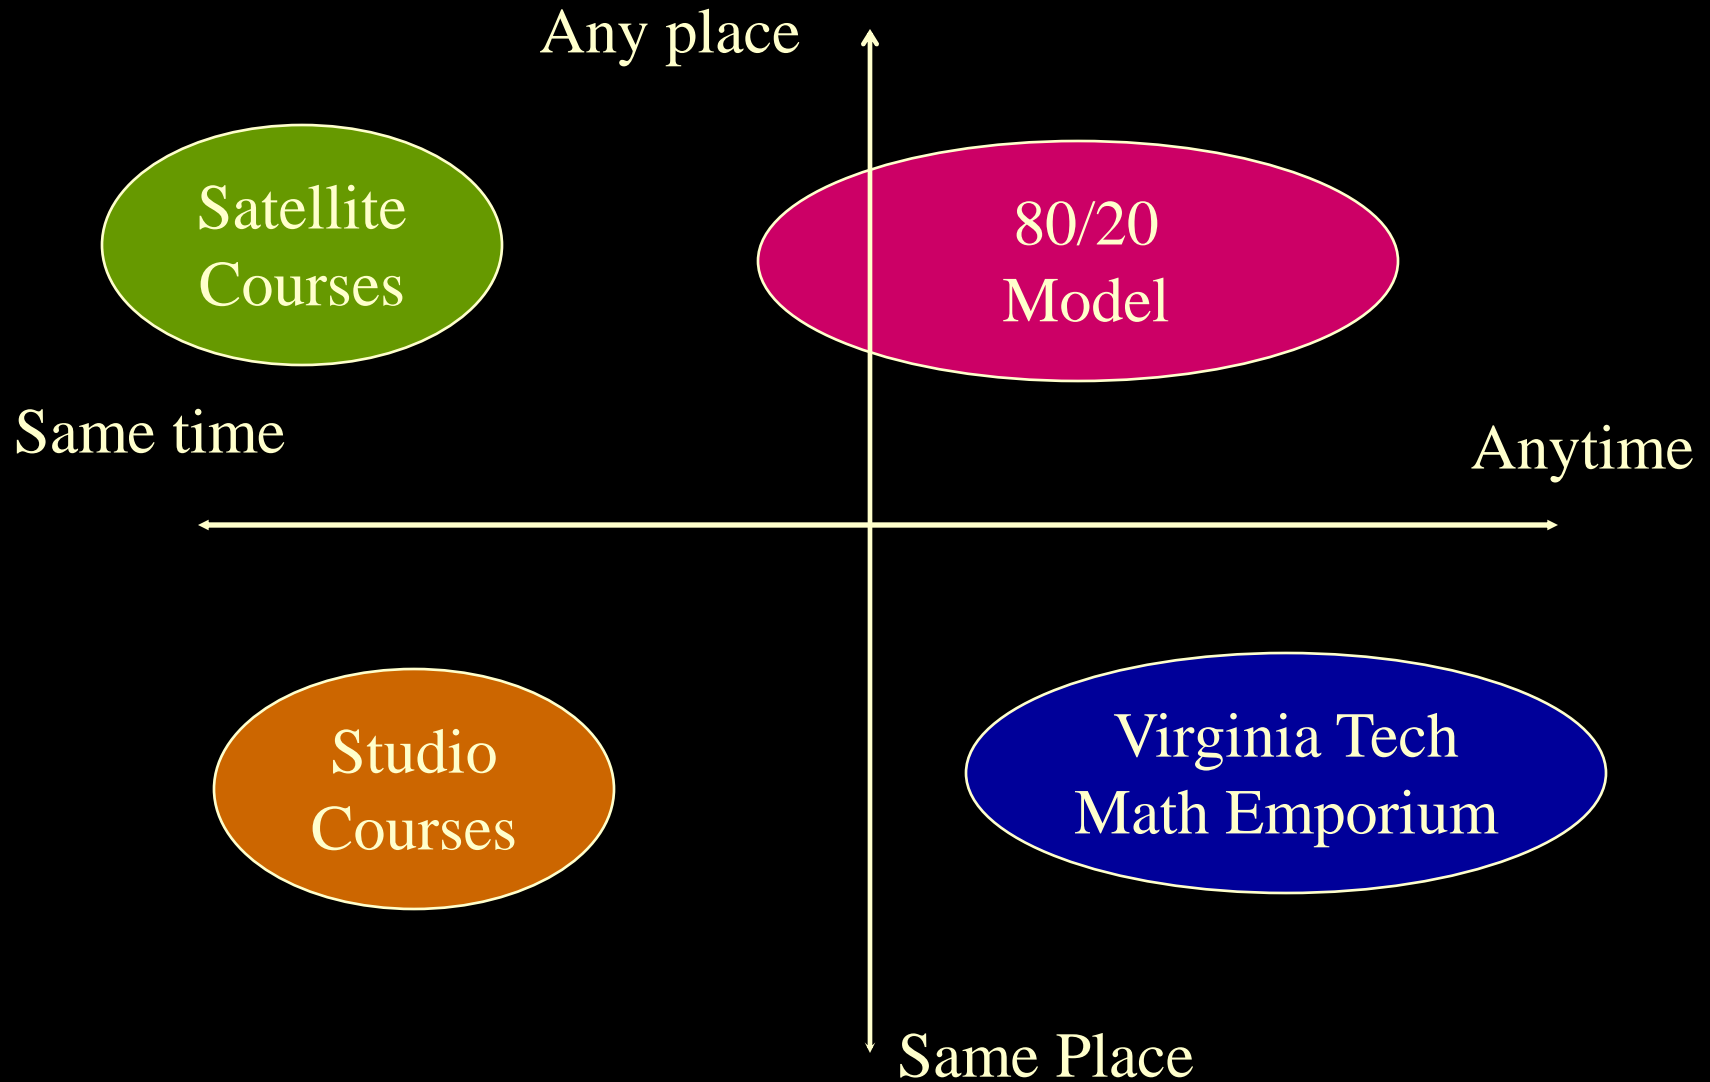 Any place
Satellite
Courses
80/20
Model
Same time
Anytime
Studio
Courses
Virginia Tech
Math Emporium
Same Place